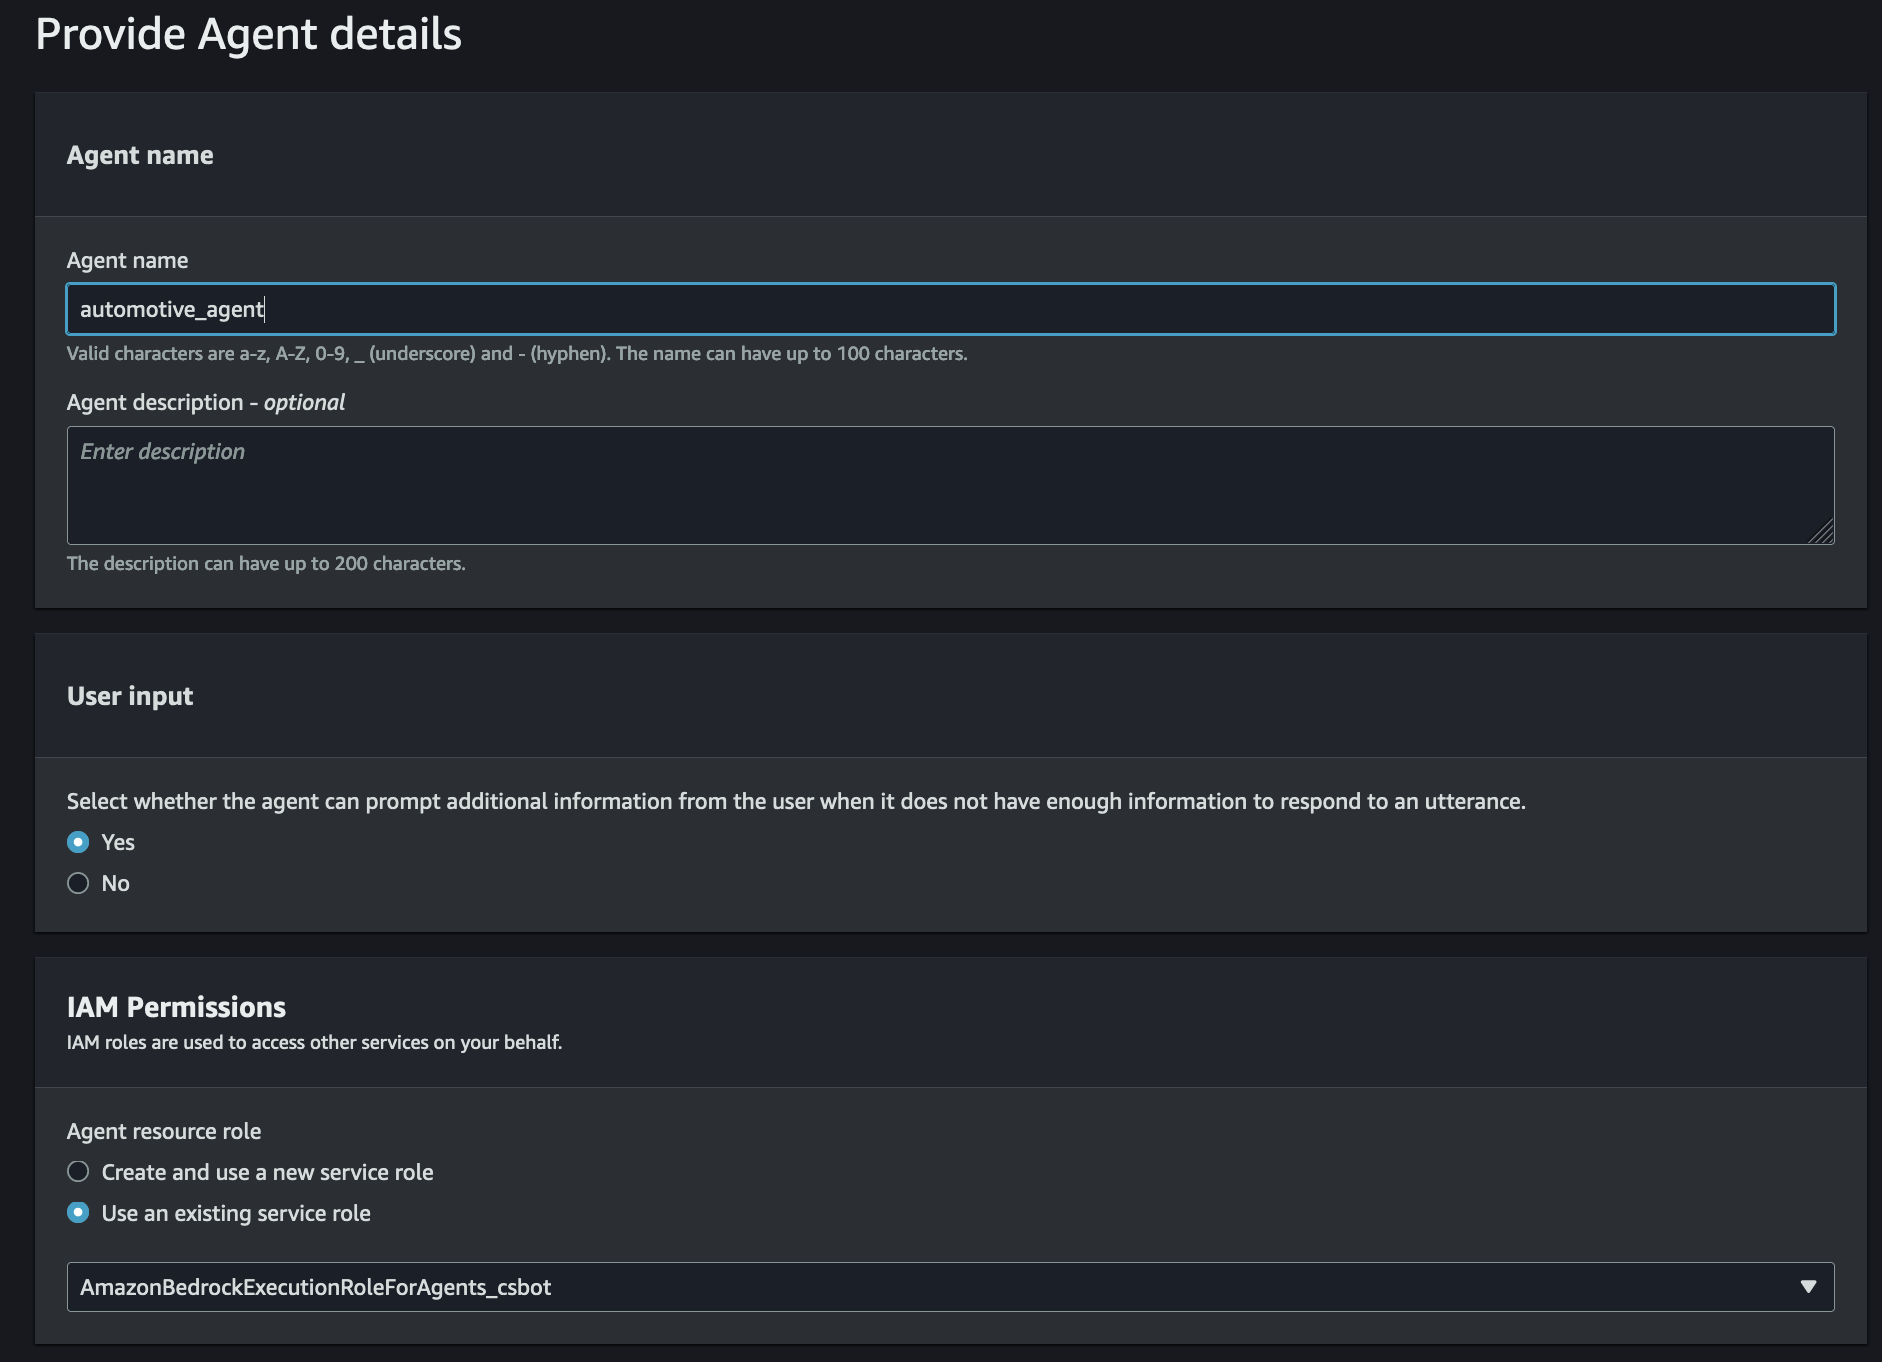 Provide Agent details
Agent name
Agent name
automotive_agent
Valid characters are a-z, A-Z, 0-9, _ (underscore) and - (hyphen). The name can have up to 100 characters.
Agent description - optional
Enter description
The description can have up to 200 characters.
User input
Select whether the agent can prompt additional information from the user when it does not have enough information to respond to an utterance.
Yes
No
IAM Permissions
IAM roles are used to access other services on your behalf.
Agent resource role
Create and use a new service role
Use an existing service role
AmazonBedrockExecutionRoleForAgents_csbot